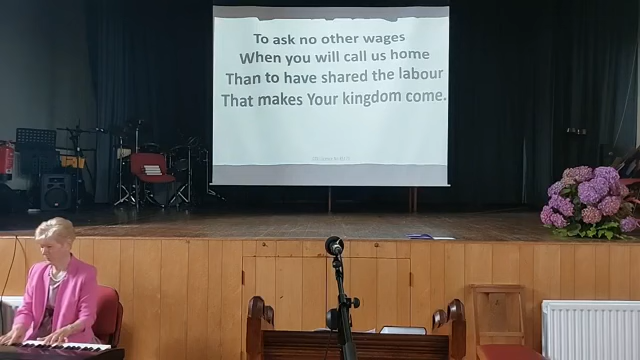 To ask no other wages
When you will call us home
Than to have shared the labour
That makes Your kingdom come.